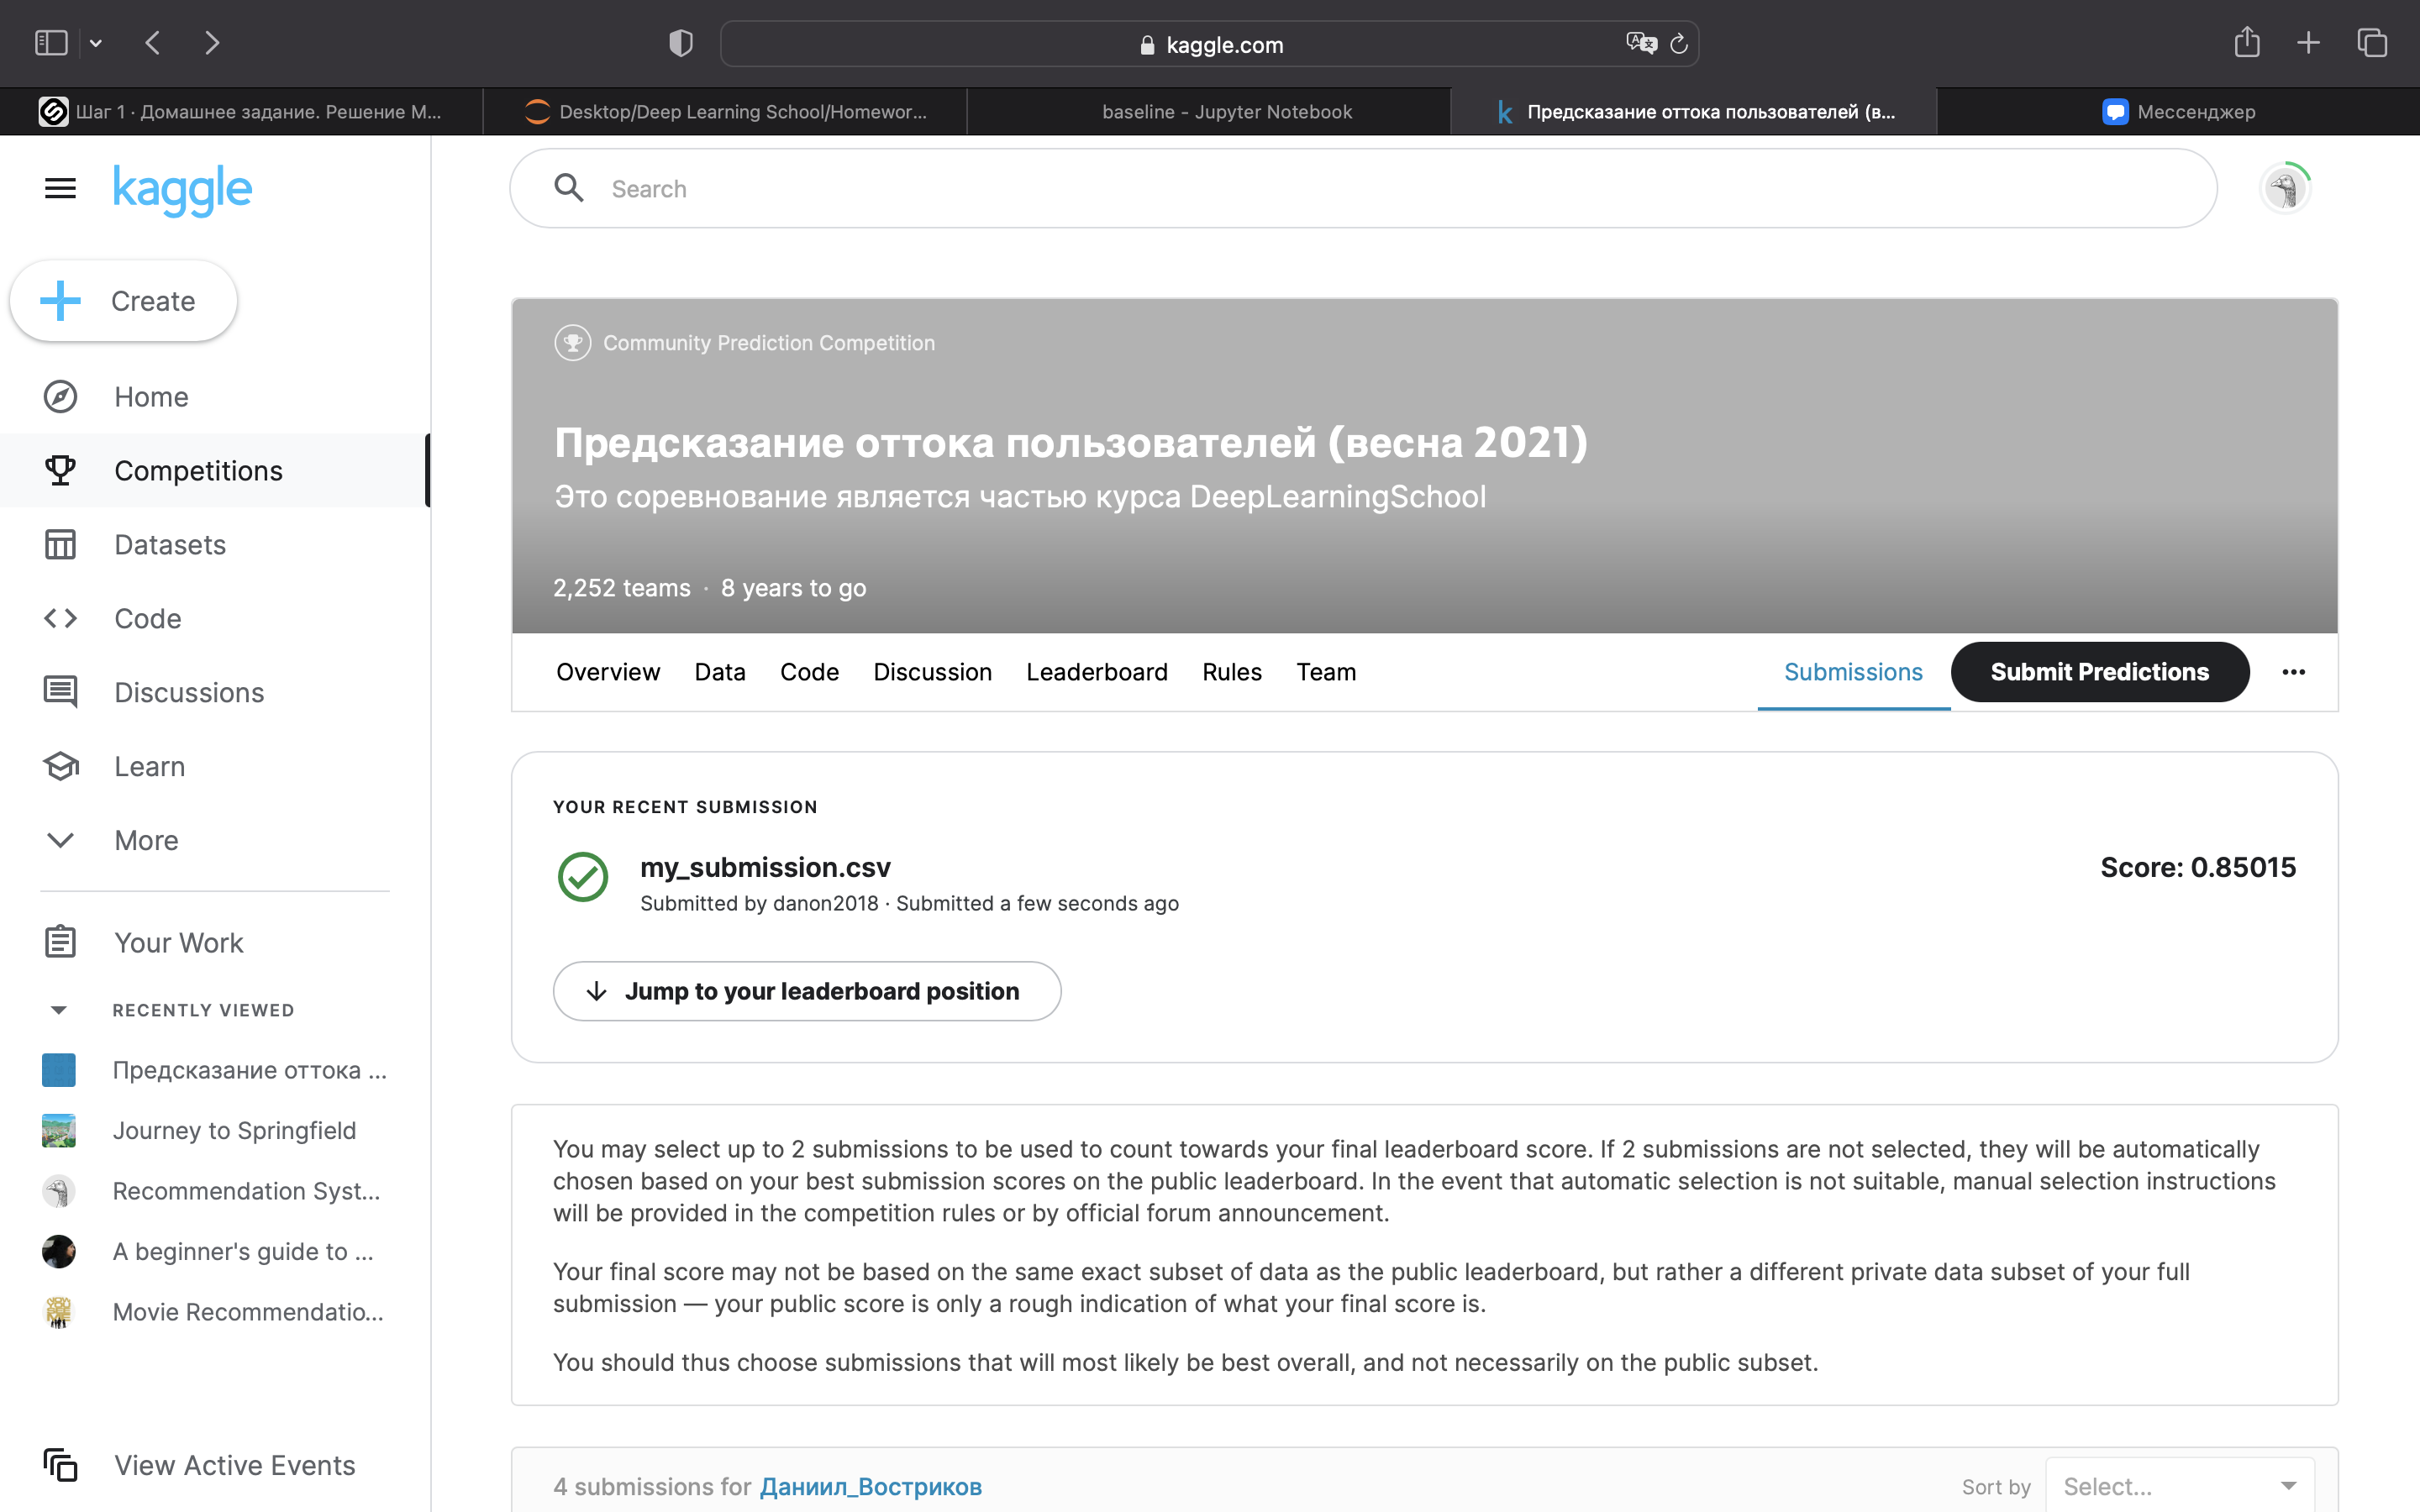 kaggle.com
Шаг 1 · Домашнее задание. Решение М...
Desktop/Deep Learning School/Homewor...
baseline - Jupyter Notebook
Предсказание оттока пользователей (в...
Мессенджер
kaggle
Search
Create
Home
Competitions
Datasets
Code
Discussions
Learn
More
Your Work
RECENTLY VIEWED
Предсказание оттока ...
Journey to Springfield
Recommendation Syst...
A beginner's guide to ...
Movie Recommendatio...
View Active Events
Community Prediction Competition
Предсказание оттока пользователей (весна 2021)
Это соревнование является частью курса DeepLearningSchool
2,252 teams · 8 years to go
Overview Data Code Discussion Leaderboard Rules Team Submissions Submit Predictions
YOUR RECENT SUBMISSION
my_submission.csv
Score: 0.85015
Submitted by danon2018 · Submitted a few seconds ago
Jump to your leaderboard position
You may select up to 2 submissions to be used to count towards your final leaderboard score. If 2 submissions are not selected, they will be automatically
chosen based on your best submission scores on the public leaderboard. In the event that automatic selection is not suitable, manual selection instructions
will be provided in the competition rules or by official forum announcement.
Your final score may not be based on the same exact subset of data as the public leaderboard, but rather a different private data subset of your full
submission — your public score is only a rough indication of what your final score is.
You should thus choose submissions that will most likely be best overall, and not necessarily on the public subset.
4 submissions for Даниил_Востриков
Sort by Select...